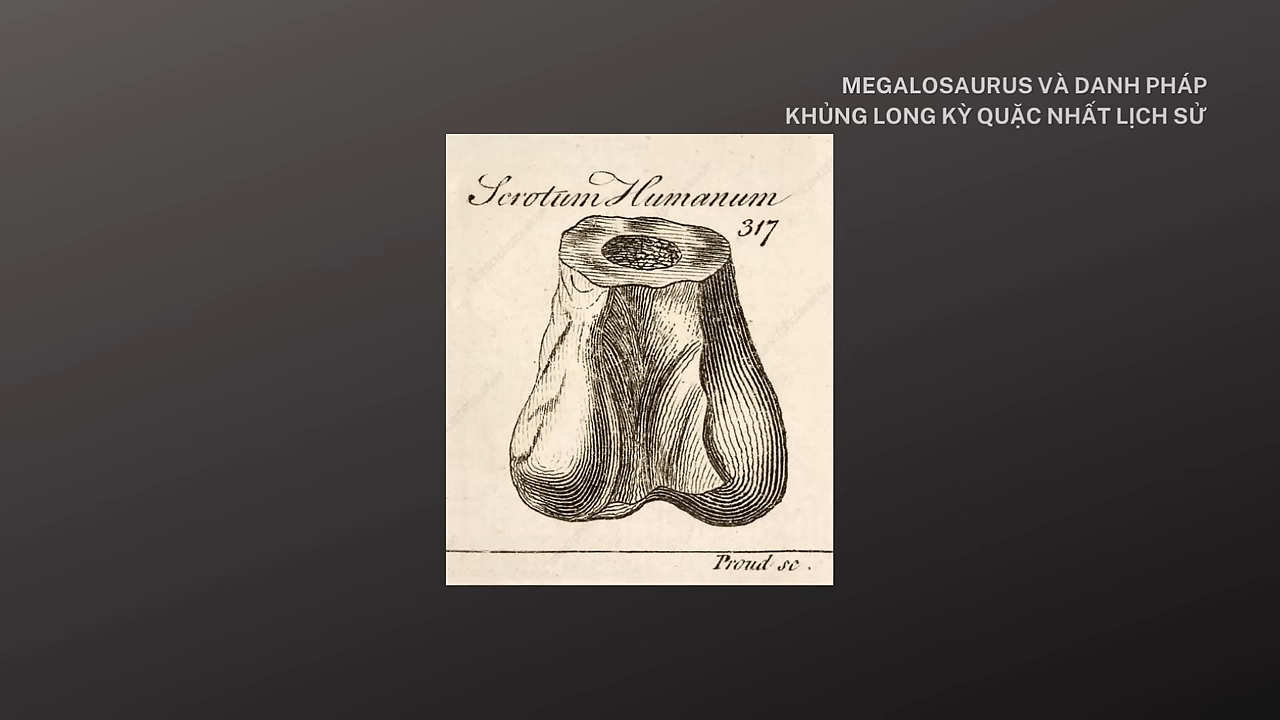 MEGALOSAURUS VÀ DANH PHÁP
KHỦNG LONG KỲ QUẶC NHẤT LỊCH SỬ
Scrotum Humanum
317
Proud sc .